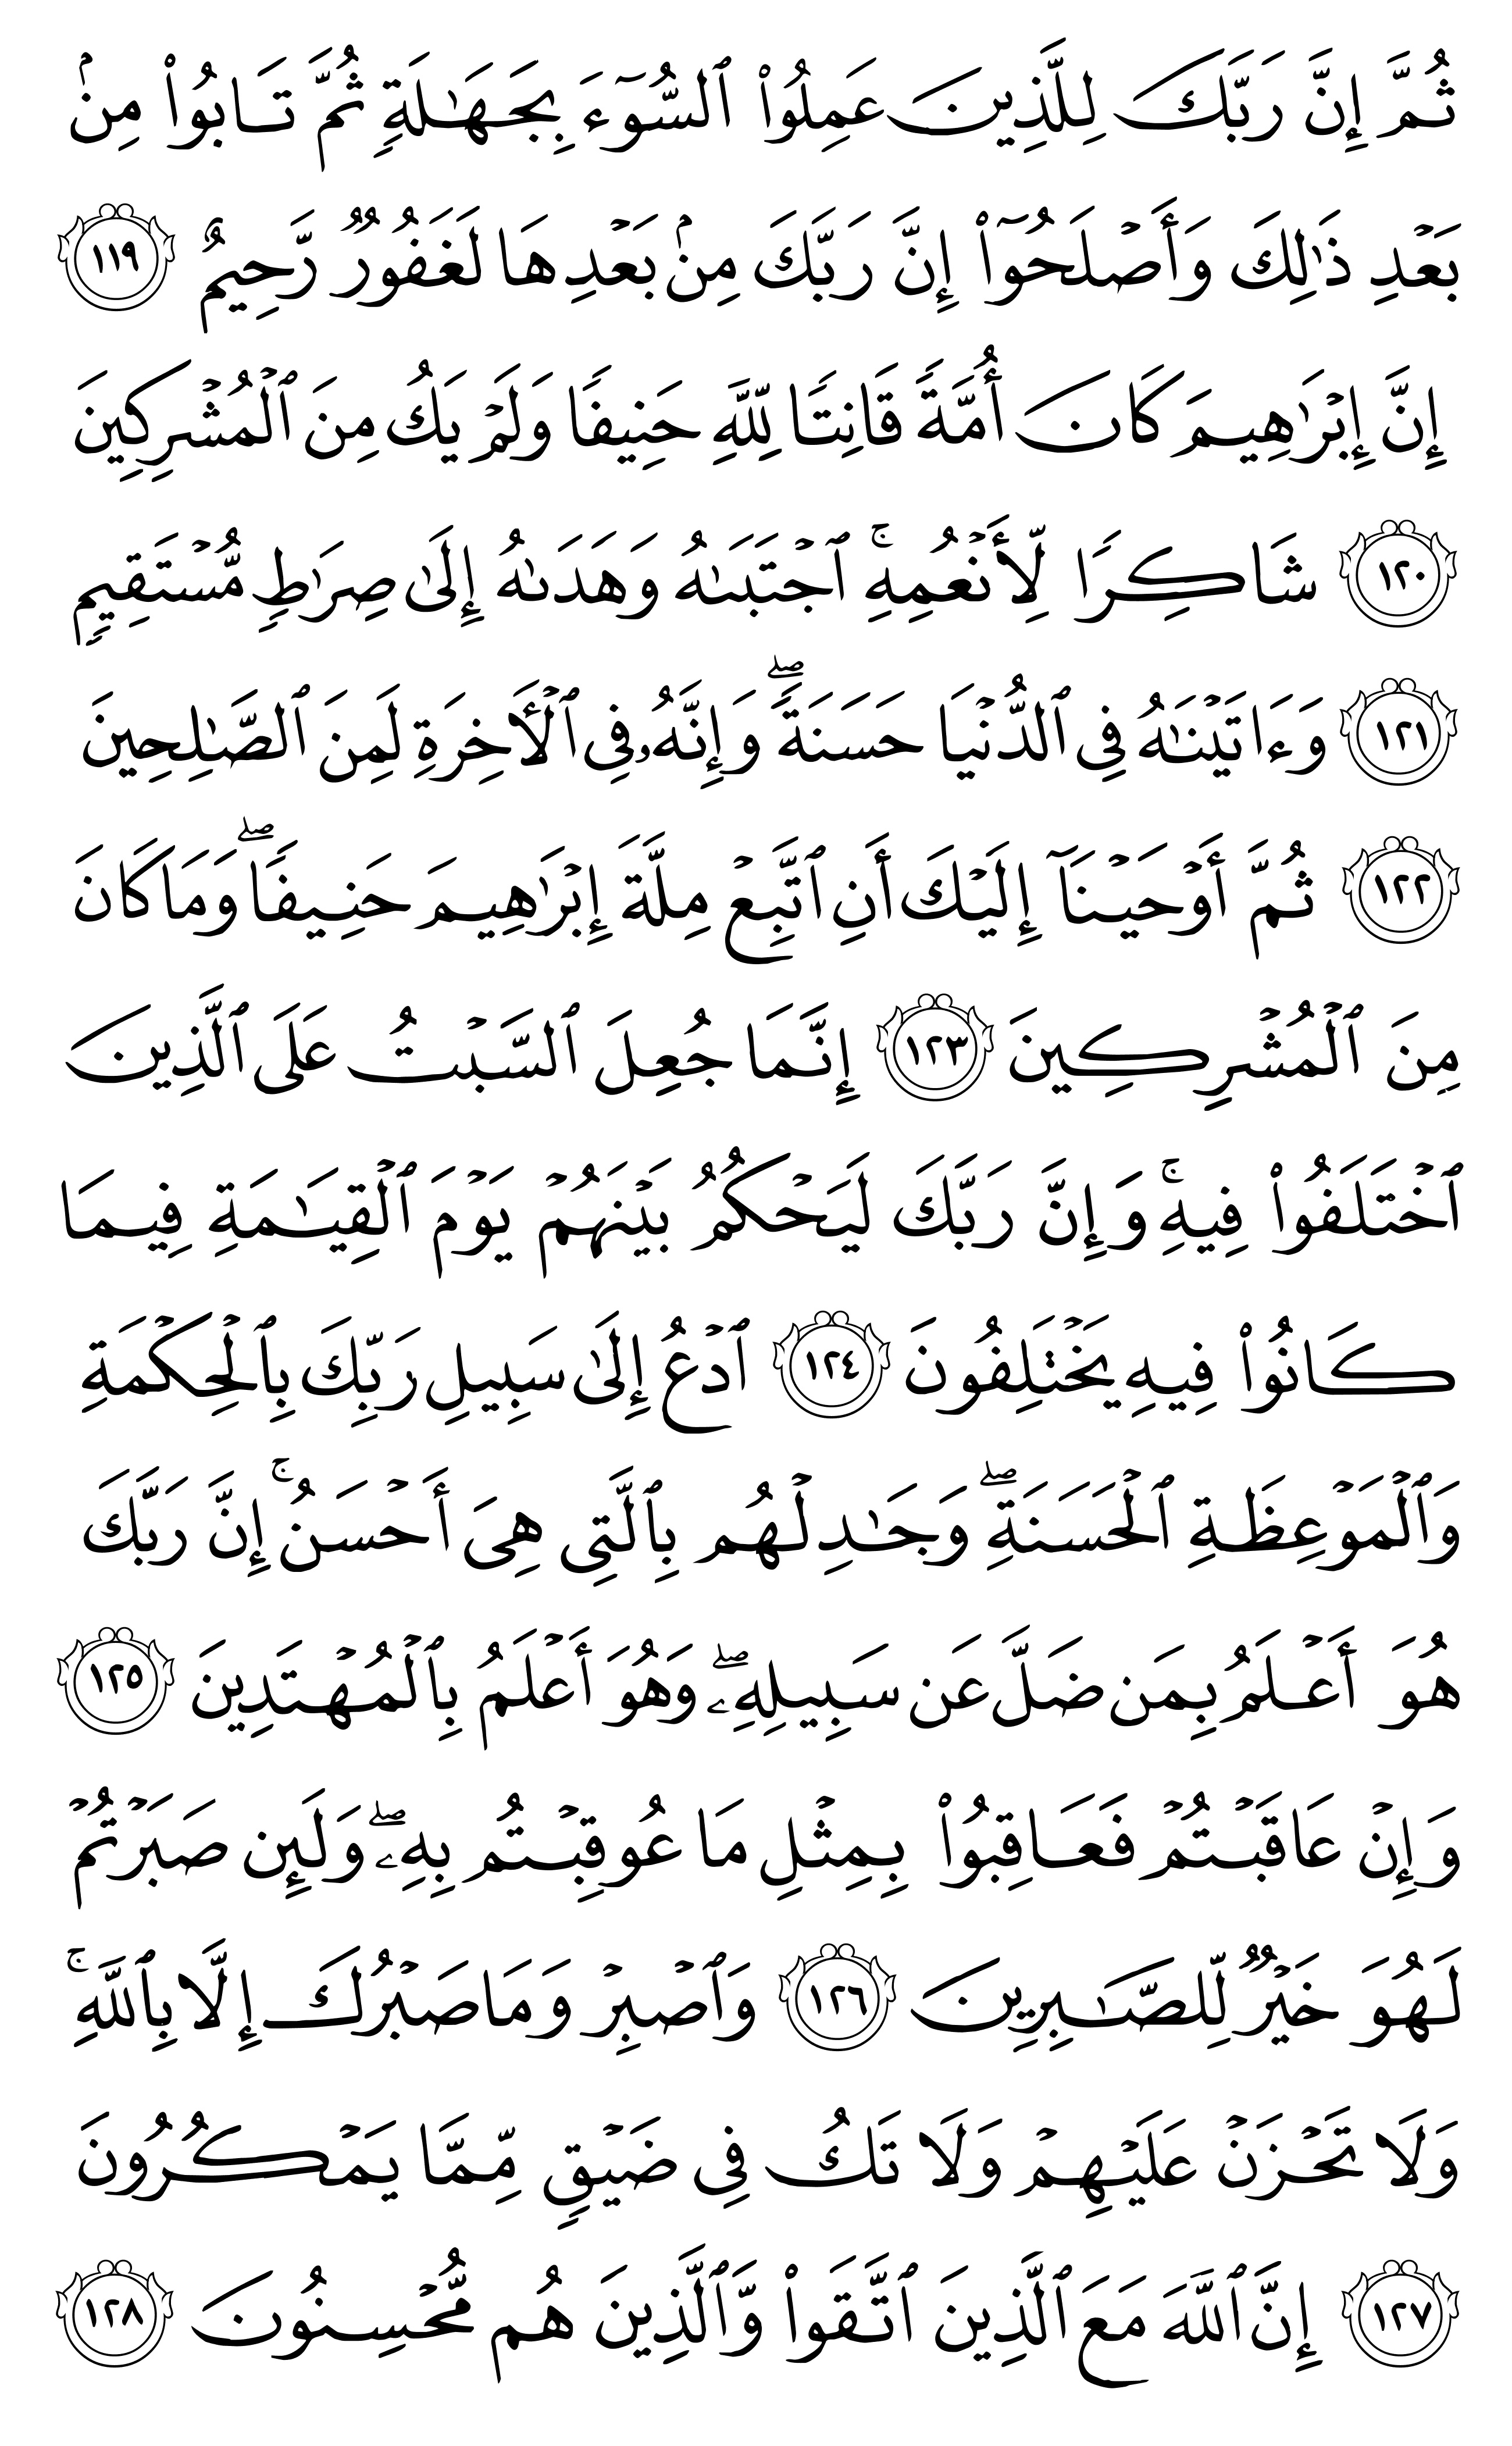 ثُمَّ إِنَّ رَبَّكَ لِلَّذِينَ عَمِلُوا۟ ٱلسُّوٓءَ بِجَهَـٰلَةٍ ثُمَّ تَابُوا۟ مِنۢ
بَعْدِ ذَٰلِكَ وَأَصْلَحُوٓا۟ إِنَّ رَبَّكَ مِنۢ بَعْدِهَا لَغَفُورٌ رَّحِيمٌ ١١٩
إِنَّ إِبْرَٰهِيمَ كَانَ أُمَّةً قَانِتًا لِّلَّهِ حَنِيفًا وَلَمْ يَكُ مِنَ ٱلْمُشْرِكِينَ
١٢٠ شَاكِرًا لِّأَنْعُمِهِ ۚ ٱجْتَبَىٰهُ وَهَدَىٰهُ إِلَىٰ صِرَٰطٍ مُّسْتَقِيمٍ
١٢١ وَءَاتَيْنَـٰهُ فِى ٱلدُّنْيَا حَسَنَةً ۖ وَإِنَّهُۥ فِى ٱلْـَٔاخِرَةِ لَمِنَ ٱلصَّـٰلِحِينَ
١٢٢ ثُمَّ أَوْحَيْنَآ إِلَيْكَ أَنِ ٱتَّبِعْ مِلَّةَ إِبْرَٰهِيمَ حَنِيفًا ۖ وَمَا كَانَ
مِنَ ٱلْمُشْرِكِينَ ١٢٣ إِنَّمَا جُعِلَ ٱلسَّبْتُ عَلَى ٱلَّذِينَ
ٱخْتَلَفُوا۟ فِيهِ ۚ وَإِنَّ رَبَّكَ لَيَحْكُمُ بَيْنَهُمْ يَوْمَ ٱلْقِيَـٰمَةِ فِيمَا
كَانُوا۟ فِيهِ يَخْتَلِفُونَ ١٢٤ ٱدْعُ إِلَىٰ سَبِيلِ رَبِّكَ بِٱلْحِكْمَةِ
وَٱلْمَوْعِظَةِ ٱلْحَسَنَةِ ۖ وَجَـٰدِلْهُم بِٱلَّتِى هِىَ أَحْسَنُ ۚ إِنَّ رَبَّكَ
هُوَ أَعْلَمُ بِمَن ضَلَّ عَن سَبِيلِهِۦ ۖ وَهُوَ أَعْلَمُ بِٱلْمُهْتَدِينَ ١٢٥
وَإِنْ عَاقَبْتُمْ فَعَاقِبُوا۟ بِمِثْلِ مَا عُوقِبْتُم بِهِۦ ۖ وَلَئِن صَبَرْتُمْ
لَهُوَ خَيْرٌ لِّلصَّـٰبِرِينَ ١٢٦ وَٱصْبِرْ وَمَا صَبْرُكَ إِلَّا بِٱللَّهِ ۚ
وَلَا تَحْزَنْ عَلَيْهِمْ وَلَا تَكُ فِى ضَيْقٍ مِّمَّا يَمْكُرُونَ
١٢٧ إِنَّ ٱللَّهَ مَعَ ٱلَّذِينَ ٱتَّقَوا۟ وَّٱلَّذِينَ هُم مُّحْسِنُونَ ١٢٨